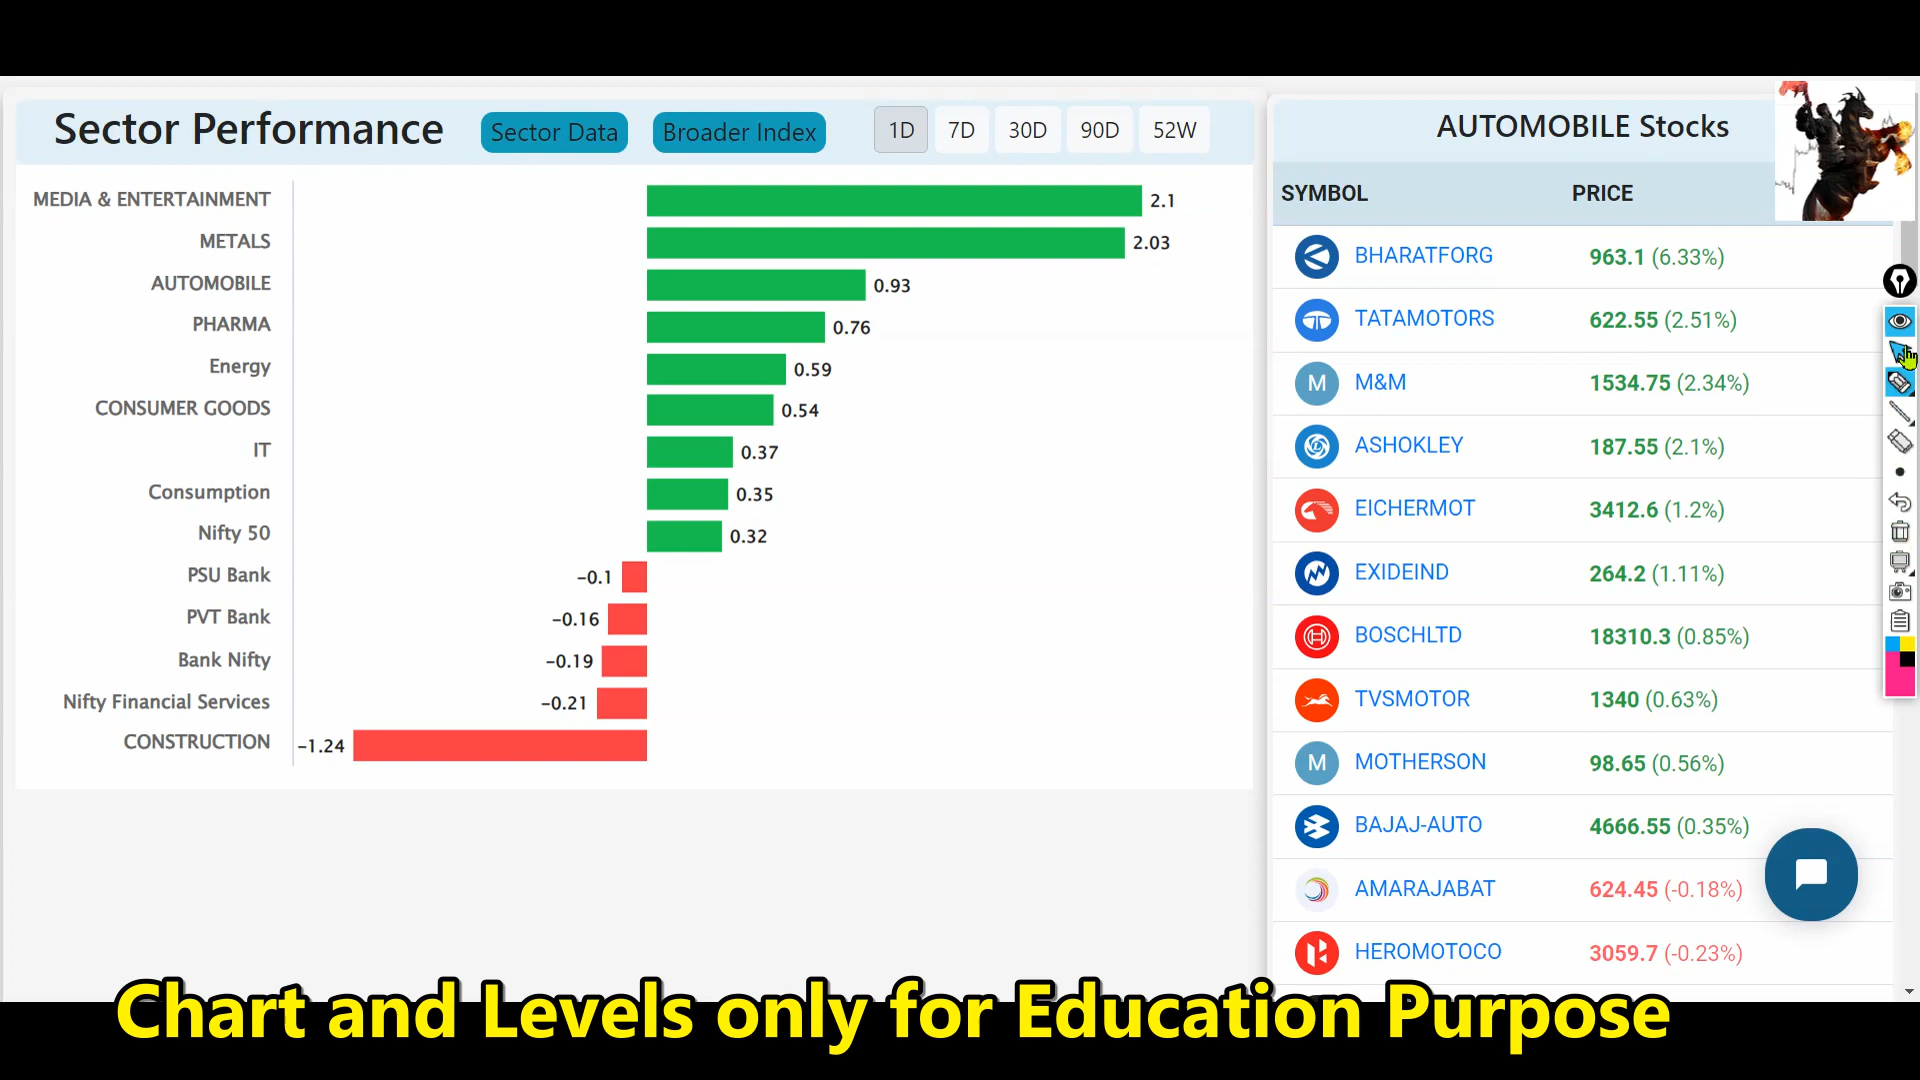 Sector Performance
Sector Data
Broader Index
1D 7D 30D 90D 52W
MEDIA & ENTERTAINMENT 2.1
METALS 2.03
AUTOMOBILE 0.93
PHARMA 0.76
Energy 0.59
CONSUMER GOODS 0.54
IT 0.37
Consumption 0.35
Nifty 50 0.32
PSU Bank -0.1
PVT Bank -0.16
Bank Nifty -0.19
Nifty Financial Services -0.21
CONSTRUCTION -1.24
AUTOMOBILE Stocks
SYMBOL PRICE
BHARATFORG 963.1 (6.33%)
TATAMOTORS 622.55 (2.51%)
M M&M 1534.75 (2.34%)
ASHOKLEY 187.55 (2.1%)
EICHERMOT 3412.6 (1.2%)
EXIDEIND 264.2 (1.11%)
BOSCHLTD 18310.3 (0.85%)
TVSMOTOR 1340 (0.63%)
M MOTHERSON 98.65 (0.56%)
BAJAJ-AUTO 4666.55 (0.35%)
AMARAJABAT 624.45 (-0.18%)
HEROMOTOCO 3059.7 (-0.23%)
Chart and Levels only for Education Purpose